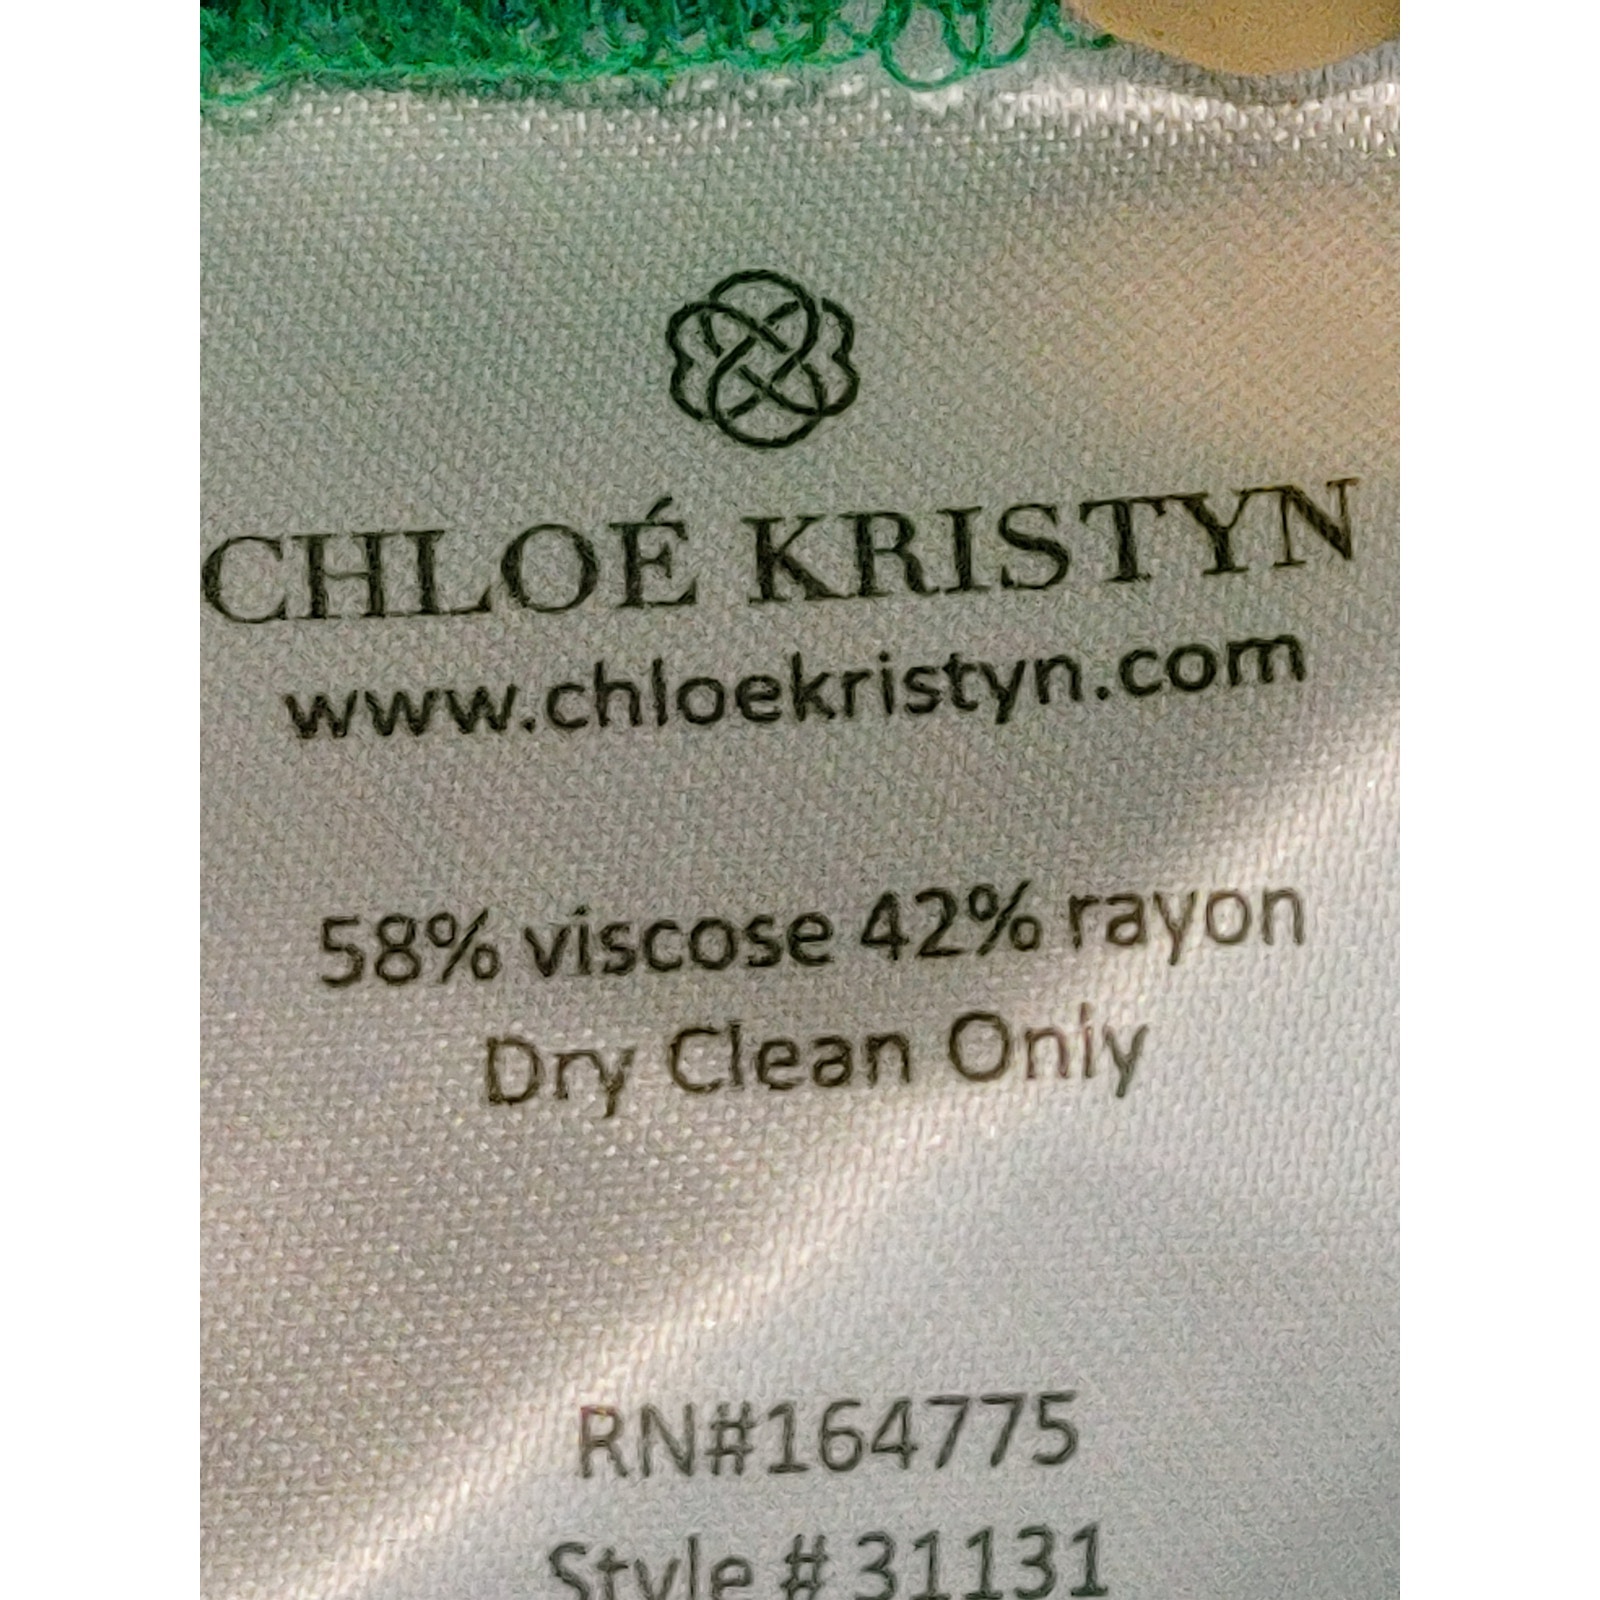 CHLOÉ KRISTYN
www.chloekristyn.com
58% viscose 42% rayon
Dry Clean Only
RN#164775
Style # 31131